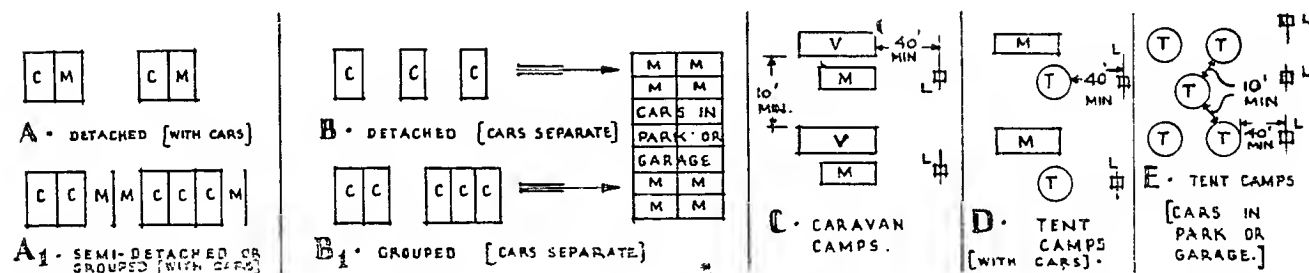 C M
C M
A · DETACHED [WITH CARS]
C C M M C C C M
A1 · SEMI-DETACHED OR
GROUPED [WITH CARS]
C C C
B · DETACHED [CARS SEPARATE]
C C C C C
B1 · GROUPED [CARS SEPARATE]
M M
M M
CARS IN
PARK OR
GARAGE
M M
M M
V
40'
MIN
M
L
10'
MIN.
V
M
L
C · CARAVAN
CAMPS.
M
L
T
40'
MIN
M
L
T
D · TENT
CAMPS
[WITH CARS].
L
T T
L
T
10'
MIN
L
T T
40'
MIN
E · TENT CAMPS
[CARS IN
PARK OR
GARAGE.]